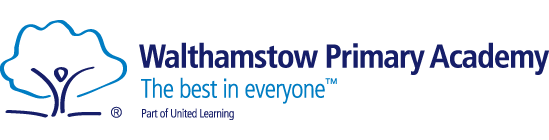 Walthamstow Primary Academy
The best in everyone™
Part of United Learning
®